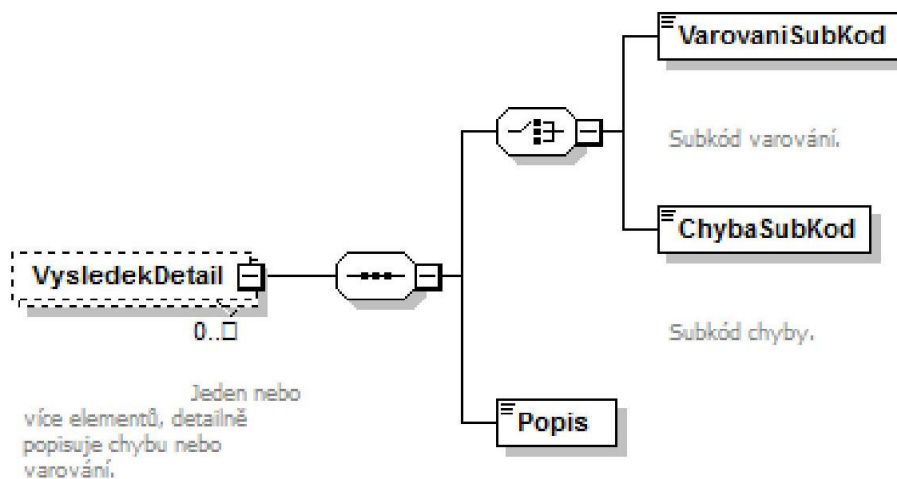 VarovaniSubKod
Subkód varování.
ChybaSubKod
Subkód chyby.
VysledekDetail
0..□
Jeden nebo
více elementů, detailně
popisuje chybu nebo
varování.
Popis